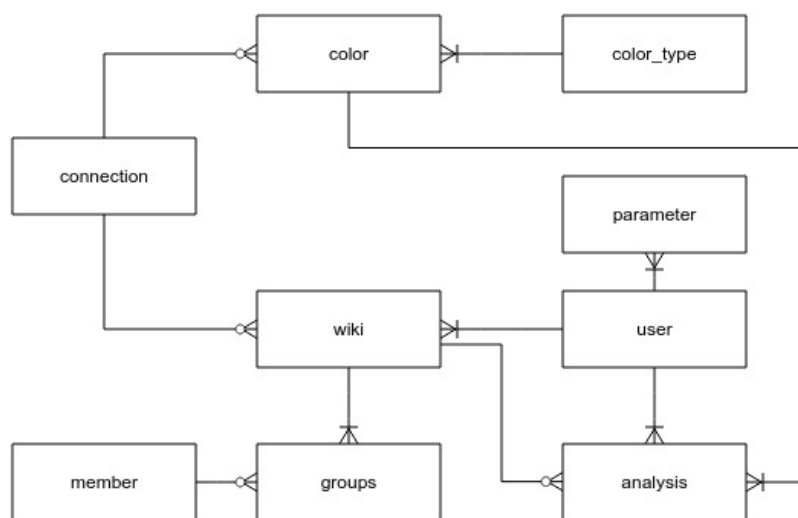 color
color_type
connection
parameter
wiki
user
member
groups
analysis